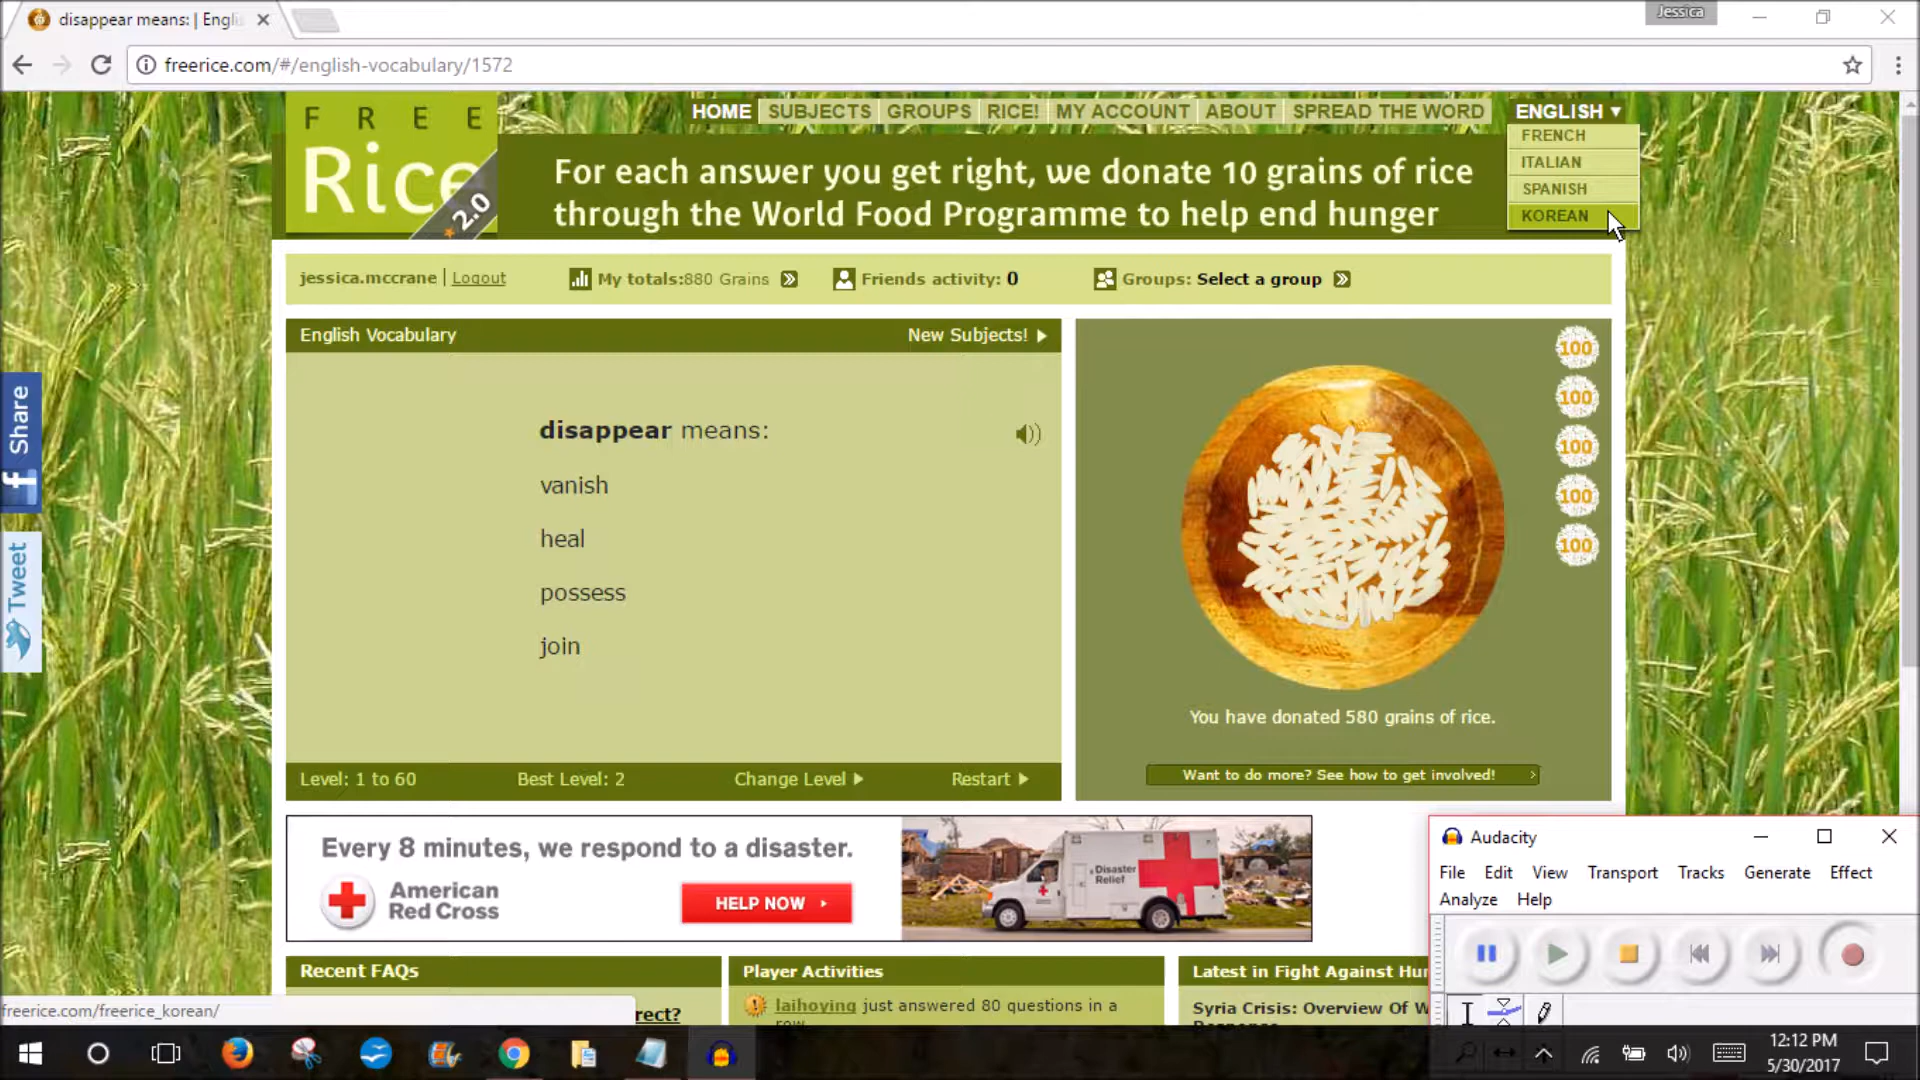 disappear means: | Engli
Jessica
freerice.com/#/english-vocabulary/1572
FREE
Rice
2.0
HOME SUBJECTS GROUPS RICE! MY ACCOUNT ABOUT SPREAD THE WORD ENGLISH ▼
FRENCH
ITALIAN
SPANISH
KOREAN
For each answer you get right, we donate 10 grains of rice
through the World Food Programme to help end hunger
jessica.mccrane | Logout My totals:880 Grains Friends activity: 0 Groups: Select a group
English Vocabulary New Subjects!
disappear means:
vanish
heal
possess
join
Level: 1 to 60 Best Level: 2 Change Level Restart
100
100
100
100
100
You have donated 580 grains of rice.
Want to do more? See how to get involved!
f Share
Tweet
Every 8 minutes, we respond to a disaster.
American
Red Cross
HELP NOW
Disaster
Relief
Recent FAQs
rect?
Player Activities
laihoying just answered 80 questions in a
Latest in Fight Against Hu
Syria Crisis: Overview Of W
freerice.com/freerice_korean/
Audacity
File Edit View Transport Tracks Generate Effect
Analyze Help
12:12 PM
5/30/2017